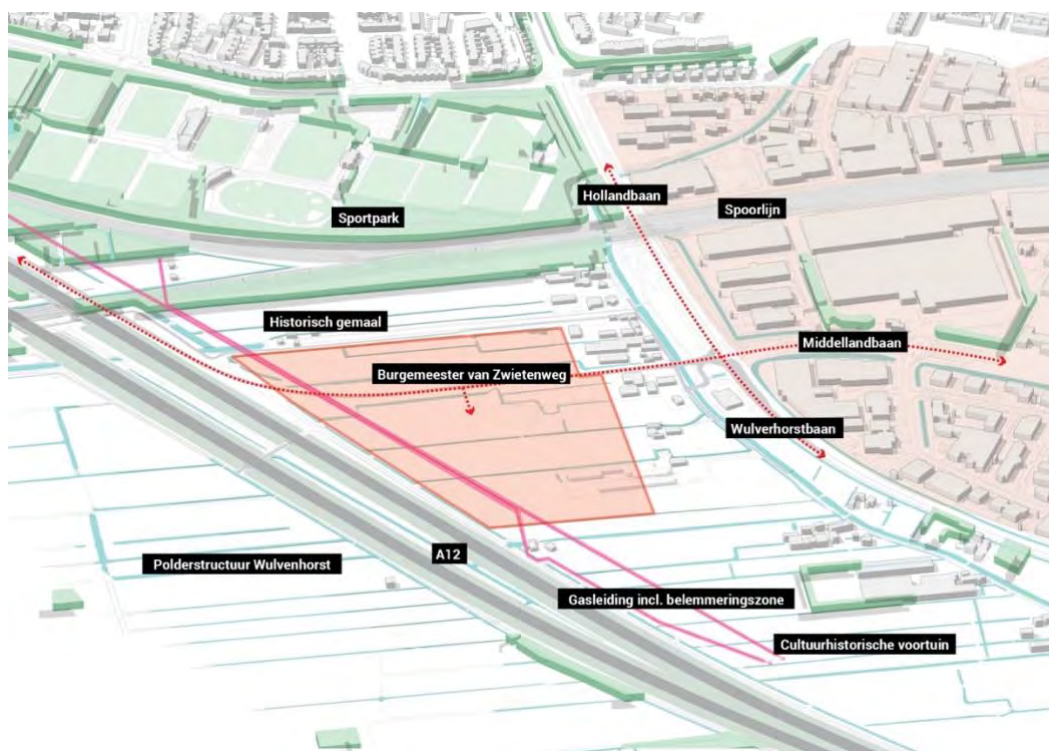 Hollandbaan
Spoorlijn
Sportpark
Historisch gemaal
Middellandbaan
Burgemeester van Zwietenweg
Wulverhorstbaan
A12
Polderstructuur Wulvenhorst
Gasleiding incl. belemmeringszone
Cultuurhistorische voortuin